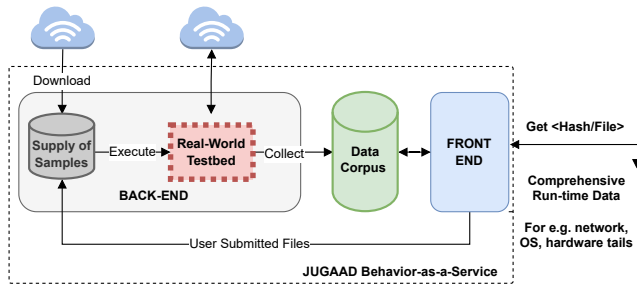 Download
Supply of
Samples
Execute
Real-World
Testbed
Collect
Data
Corpus
FRONT
END
Get <Hash/File>
Comprehensive
Run-time Data
For e.g. network,
OS, hardware tails
BACK-END
User Submitted Files
JUGAAD Behavior-as-a-Service